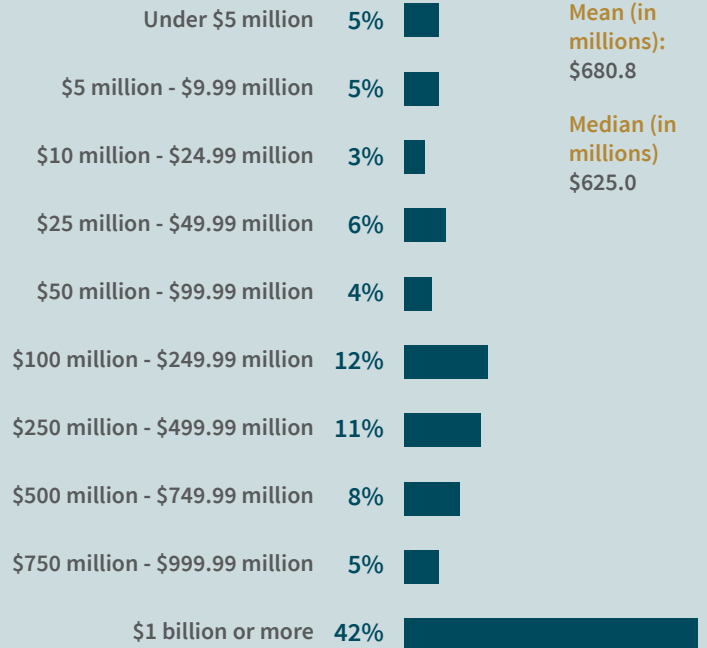 Under $5 million 5%
$5 million - $9.99 million 5%
$10 million - $24.99 million 3%
$25 million - $49.99 million 6%
$50 million - $99.99 million 4%
$100 million - $249.99 million 12%
$250 million - $499.99 million 11%
$500 million - $749.99 million 8%
$750 million - $999.99 million 5%
$1 billion or more 42%
Mean (in
millions):
$680.8
Median (in
millions)
$625.0